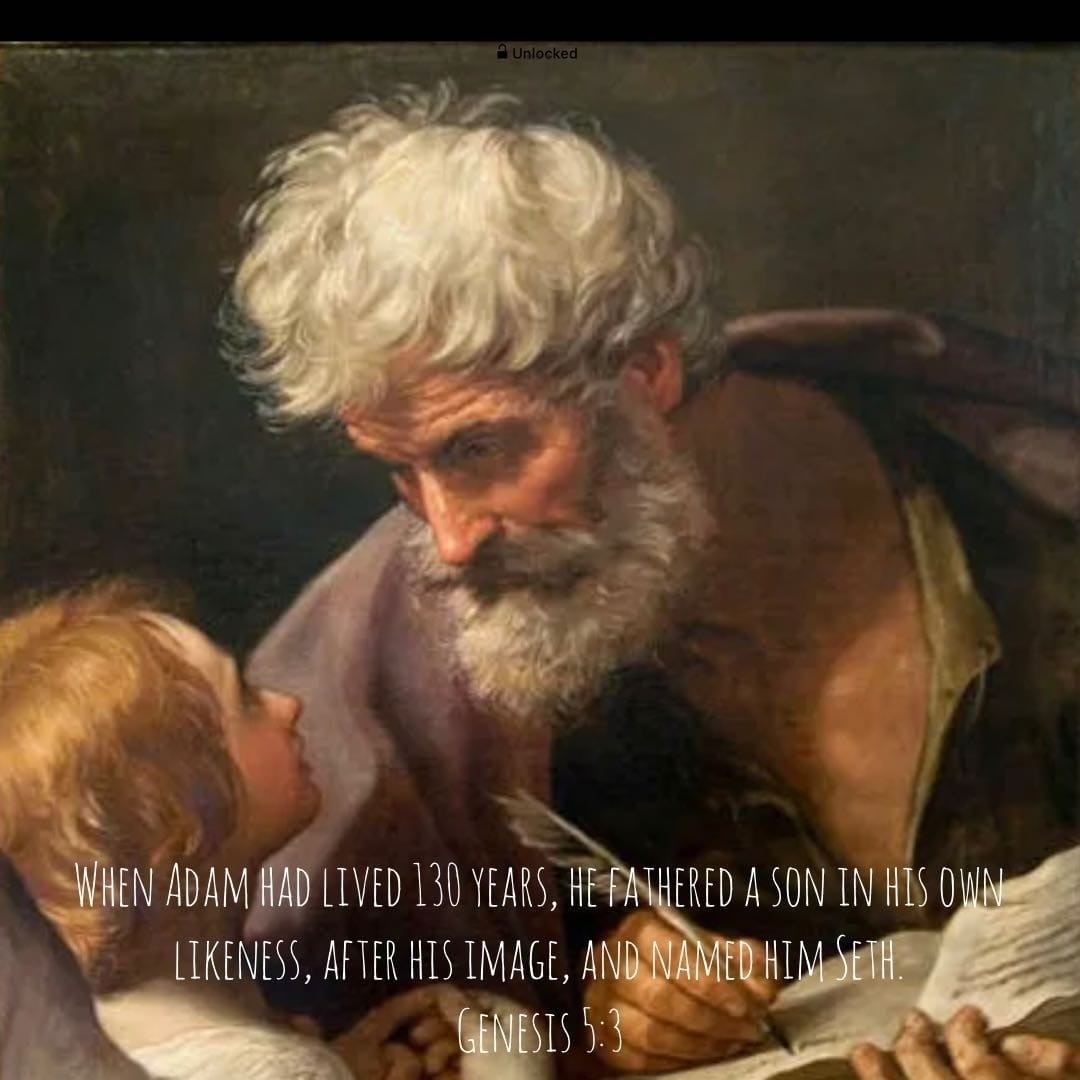 Unlocked
When Adam had lived 130 years, he fathered a son in his own
likeness, after his image, and named him Seth.
Genesis 5:3